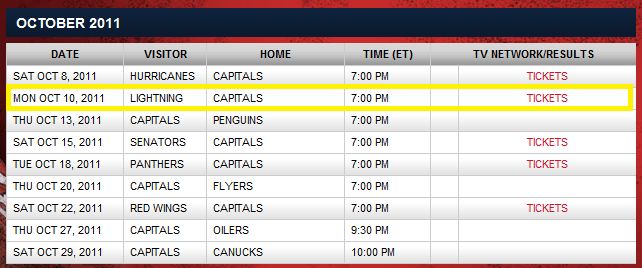 OCTOBER 2011
DATE VISITOR HOME TIME (ET) TV NETWORK/RESULTS
SAT OCT 8, 2011 HURRICANES CAPITALS 7:00 PM TICKETS
MON OCT 10, 2011 LIGHTNING CAPITALS 7:00 PM TICKETS
THU OCT 13, 2011 CAPITALS PENGUINS 7:00 PM
SAT OCT 15, 2011 SENATORS CAPITALS 7:00 PM TICKETS
TUE OCT 18, 2011 PANTHERS CAPITALS 7:00 PM TICKETS
THU OCT 20, 2011 CAPITALS FLYERS 7:00 PM
SAT OCT 22, 2011 RED WINGS CAPITALS 7:00 PM TICKETS
THU OCT 27, 2011 CAPITALS OILERS 9:30 PM
SAT OCT 29, 2011 CAPITALS CANUCKS 10:00 PM